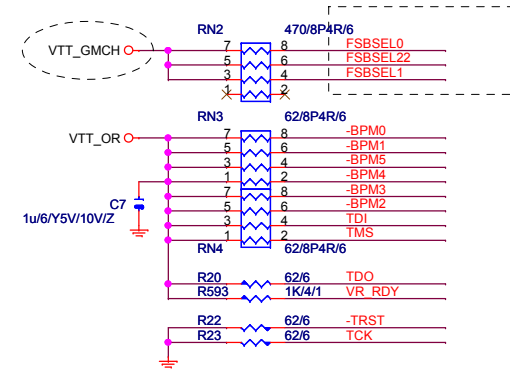 RN2 470/8P4R/6
VTT_GMCH 7 8 FSBSEL0
5 6 FSBSEL22
3 4 FSBSEL1
1 2
RN3 62/8P4R/6
VTT_OR 7 8 -BPM0
5 6 -BPM1
3 4 -BPM5
1 2 -BPM4
7 8 -BPM3
C7 5 6 -BPM2
1u/6/Y5V/10V/Z 3 4 TDI
1 2 TMS
RN4 62/8P4R/6
R20 62/6 TDO
R593 1K/4/1 VR_RDY
R22 62/6 -TRST
R23 62/6 TCK